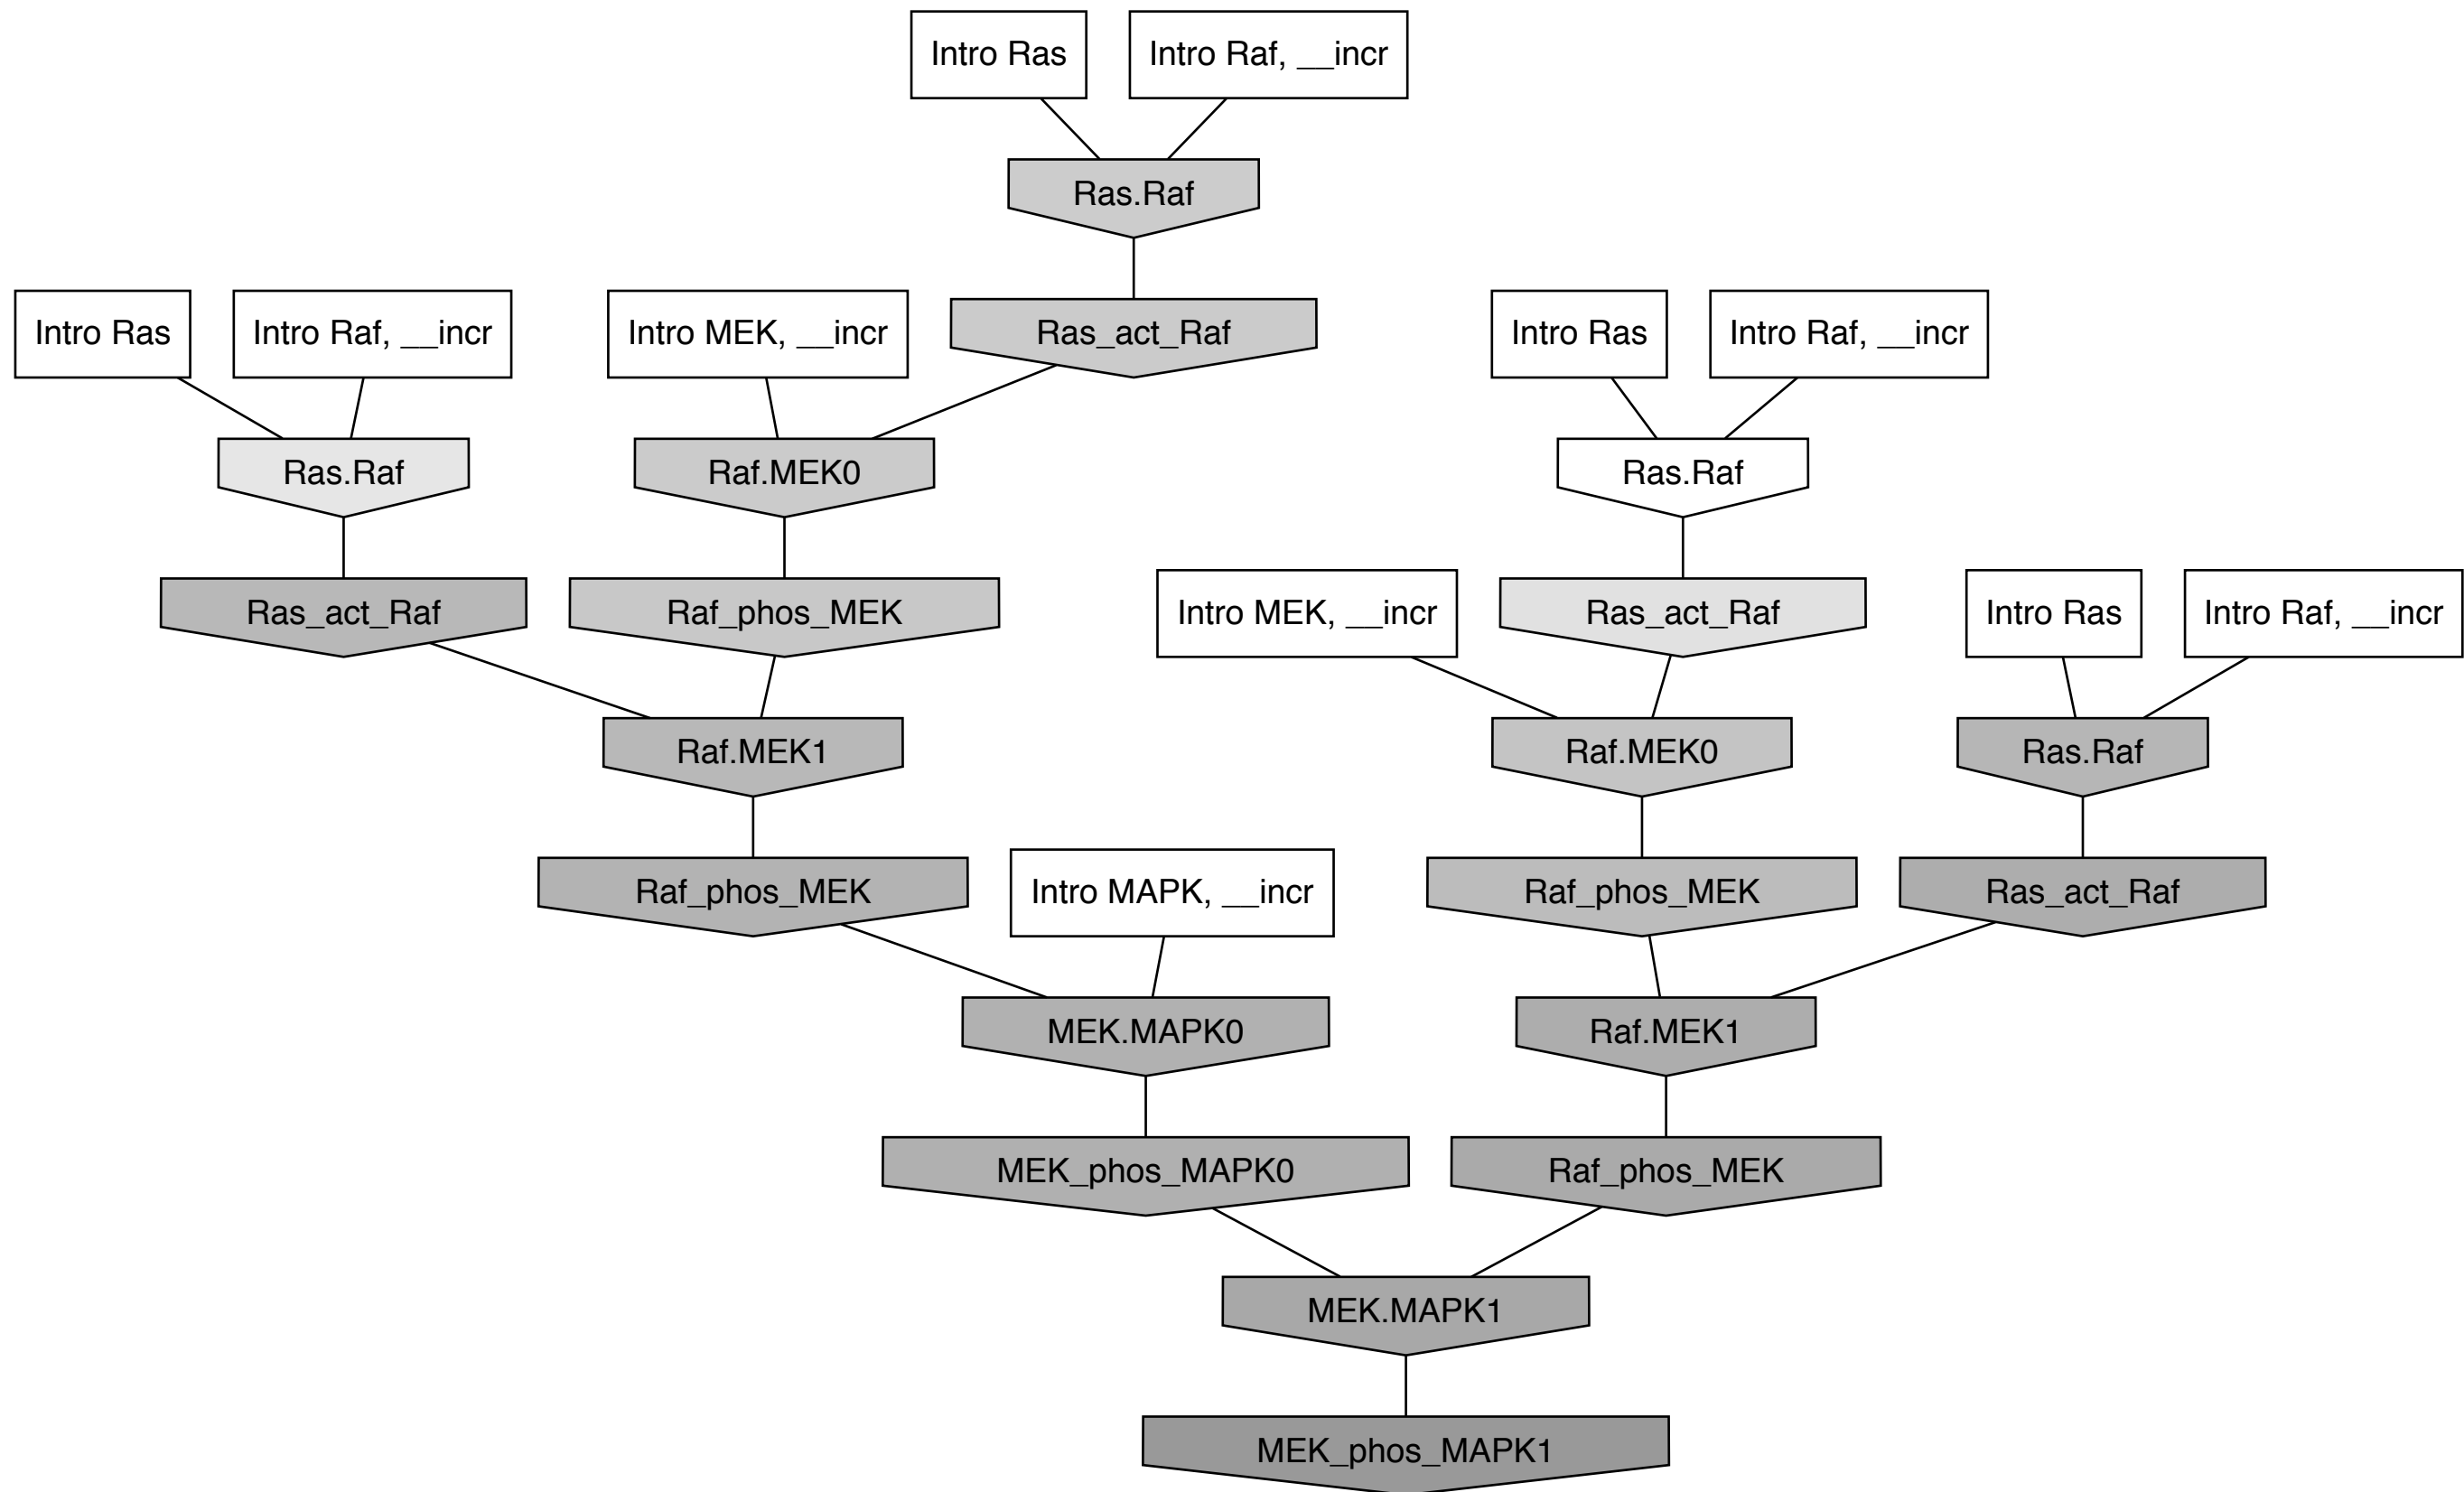 Intro Ras
Intro Raf, __incr
Ras.Raf
Intro Ras
Intro Raf, __incr
Intro MEK, __incr
Ras_act_Raf
Intro Ras
Intro Raf, __incr
Ras.Raf
Raf.MEK0
Ras.Raf
Ras_act_Raf
Raf_phos_MEK
Intro MEK, __incr
Ras_act_Raf
Intro Ras
Intro Raf, __incr
Raf.MEK1
Raf.MEK0
Ras.Raf
Raf_phos_MEK
Intro MAPK, __incr
Raf_phos_MEK
Ras_act_Raf
MEK.MAPK0
Raf.MEK1
MEK_phos_MAPK0
Raf_phos_MEK
MEK.MAPK1
MEK_phos_MAPK1